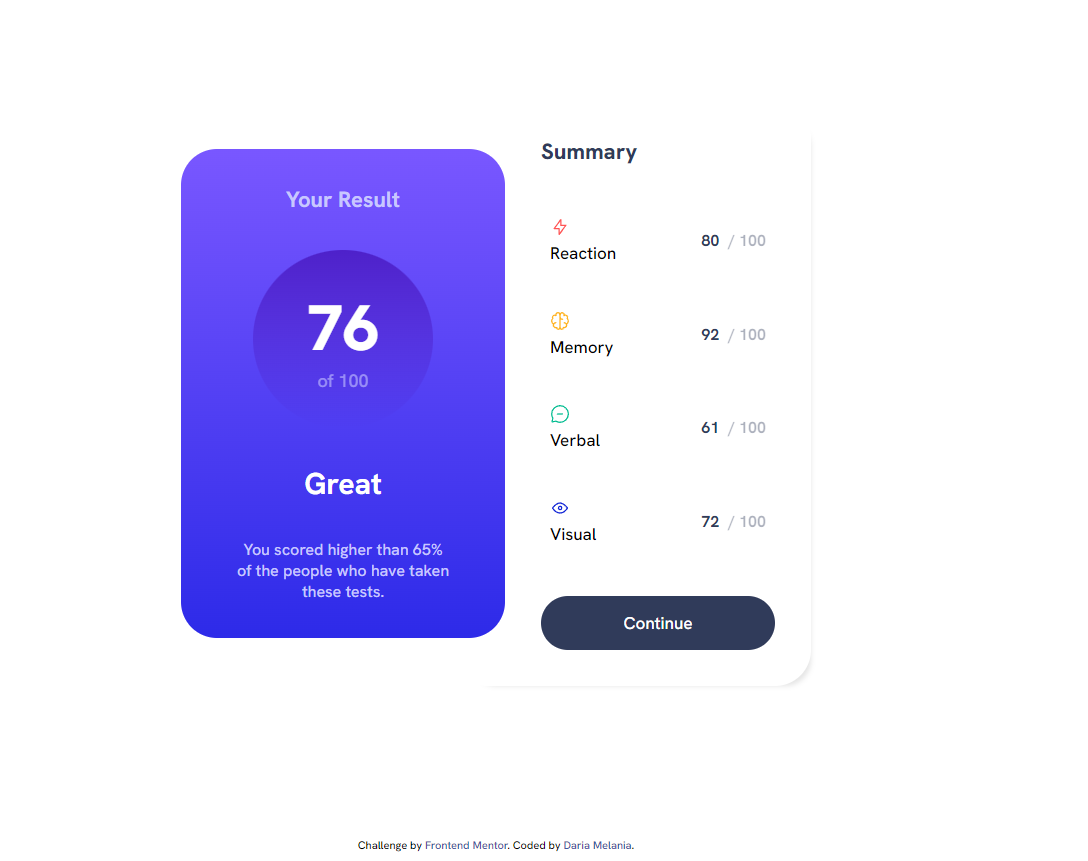 Your Result
76
of 100
Great
You scored higher than 65%
of the people who have taken
these tests.
Summary
Reaction 80 / 100
Memory 92 / 100
Verbal 61 / 100
Visual 72 / 100
Continue
Challenge by Frontend Mentor. Coded by Daria Melania.